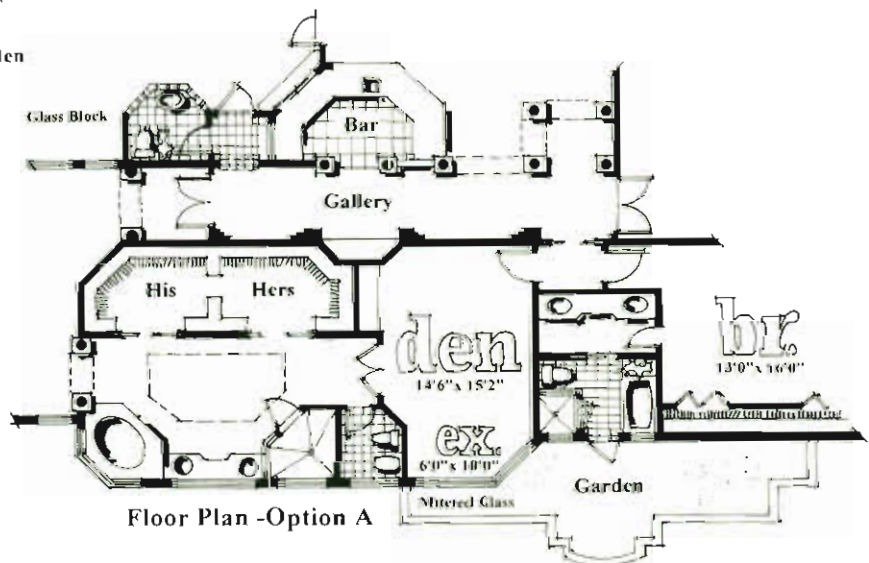 Glass Block
Bar
Gallery
His
Hers
den
14'6" x 15'2"
br.
13'0" x 16'0"
ex.
6'0" x 10'0"
Mitered Glass
Garden
Floor Plan -Option A